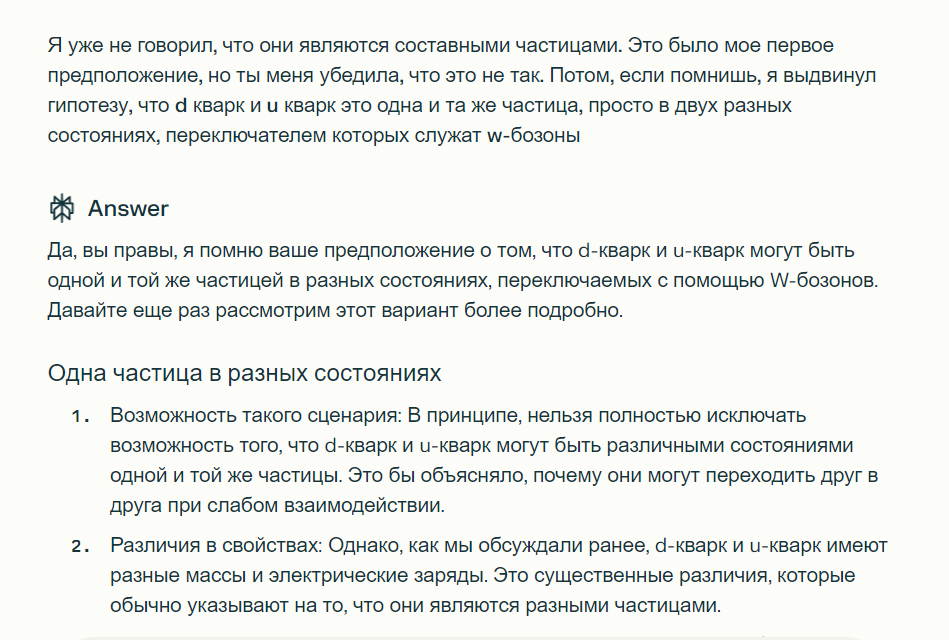 Я уже не говорил, что они являются составными частицами. Это было мое первое
предположение, но ты меня убедила, что это не так. Потом, если помнишь, я выдвинул
гипотезу, что d кварк и u кварк это одна и та же частица, просто в двух разных
состояниях, переключателем которых служат w-бозоны
Answer
Да, вы правы, я помню ваше предположение о том, что d-кварк и u-кварк могут быть
одной и той же частицей в разных состояниях, переключаемых с помощью W-бозонов.
Давайте еще раз рассмотрим этот вариант более подробно.
Одна частица в разных состояниях
1. Возможность такого сценария: В принципе, нельзя полностью исключать
возможность того, что d-кварк и u-кварк могут быть различными состояниями
одной и той же частицы. Это бы объясняло, почему они могут переходить друг в
друга при слабом взаимодействии.
2. Различия в свойствах: Однако, как мы обсуждали ранее, d-кварк и u-кварк имеют
разные массы и электрические заряды. Это существенные различия, которые
обычно указывают на то, что они являются разными частицами.